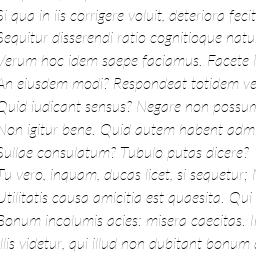 Si qua in iis corrigere voluit, deteriora fecit
Sequitur disserendi ratio cognitioque natu
Verum hoc idem saepe faciamus. Facete
An eiusdem modi? Respondeat totidem ve
Quid iudicant sensus? Negare non possum
Non igitur bene. Quid autem habent adm
Sullae consulatum? Tubulo putas dicere?
Tu vero, inquam, ducas licet, si sequetur;
Utilitatis causa amicitia est quaesita. Qui
Bonum incolumis acies: misera caecitas. I
illis videtur, qui illud non dubitant bonum